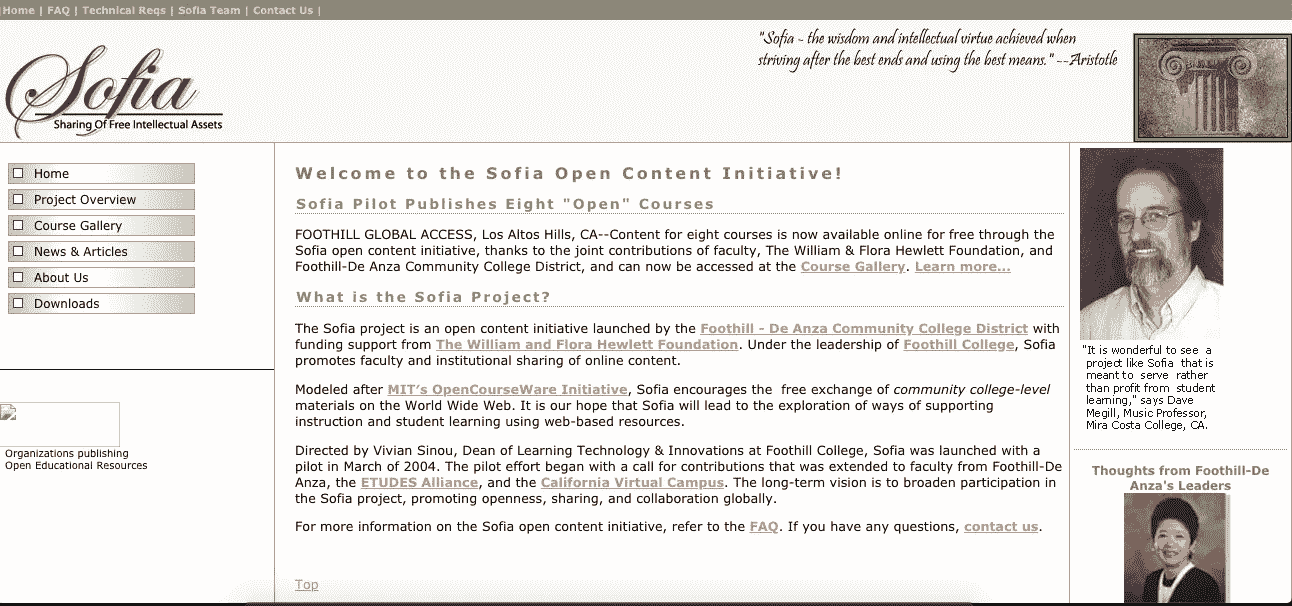 |Home | FAQ | Technical Reqs | Sofia Team | Contact Us |
"Sofia - the wisdom and intellectual virtue achieved when
striving after the best ends and using the best means." --Aristotle
Sofia
Sharing Of Free Intellectual Assets
Home
Project Overview
Course Gallery
News & Articles
About Us
Downloads
Organizations publishing
Open Educational Resources
Welcome to the Sofia Open Content Initiative!
Sofia Pilot Publishes Eight "Open" Courses
FOOTHILL GLOBAL ACCESS, Los Altos Hills, CA--Content for eight courses is now available online for free through the
Sofia open content initiative, thanks to the joint contributions of faculty, The William & Flora Hewlett Foundation, and
Foothill-De Anza Community College District, and can now be accessed at the Course Gallery. Learn more...
What is the Sofia Project?
The Sofia project is an open content initiative launched by the Foothill - De Anza Community College District with
funding support from The William and Flora Hewlett Foundation. Under the leadership of Foothill College, Sofia
promotes faculty and institutional sharing of online content.
Modeled after MIT's OpenCourseWare Initiative, Sofia encourages the  free exchange of community college-level
materials on the World Wide Web. It is our hope that Sofia will lead to the exploration of ways of supporting
instruction and student learning using web-based resources.
Directed by Vivian Sinou, Dean of Learning Technology & Innovations at Foothill College, Sofia was launched with a
pilot in March of 2004. The pilot effort began with a call for contributions that was extended to faculty from Foothill-De
Anza, the ETUDES Alliance, and the California Virtual Campus. The long-term vision is to broaden participation in
the Sofia project, promoting openness, sharing, and collaboration globally.
For more information on the Sofia open content initiative, refer to the FAQ. If you have any questions, contact us.
Top
"It is wonderful to see  a
project like Sofia  that is
meant to  serve  rather
than profit from  student
learning," says Dave
Megill, Music Professor,
Mira Costa College, CA.
Thoughts from Foothill-De
Anza's Leaders